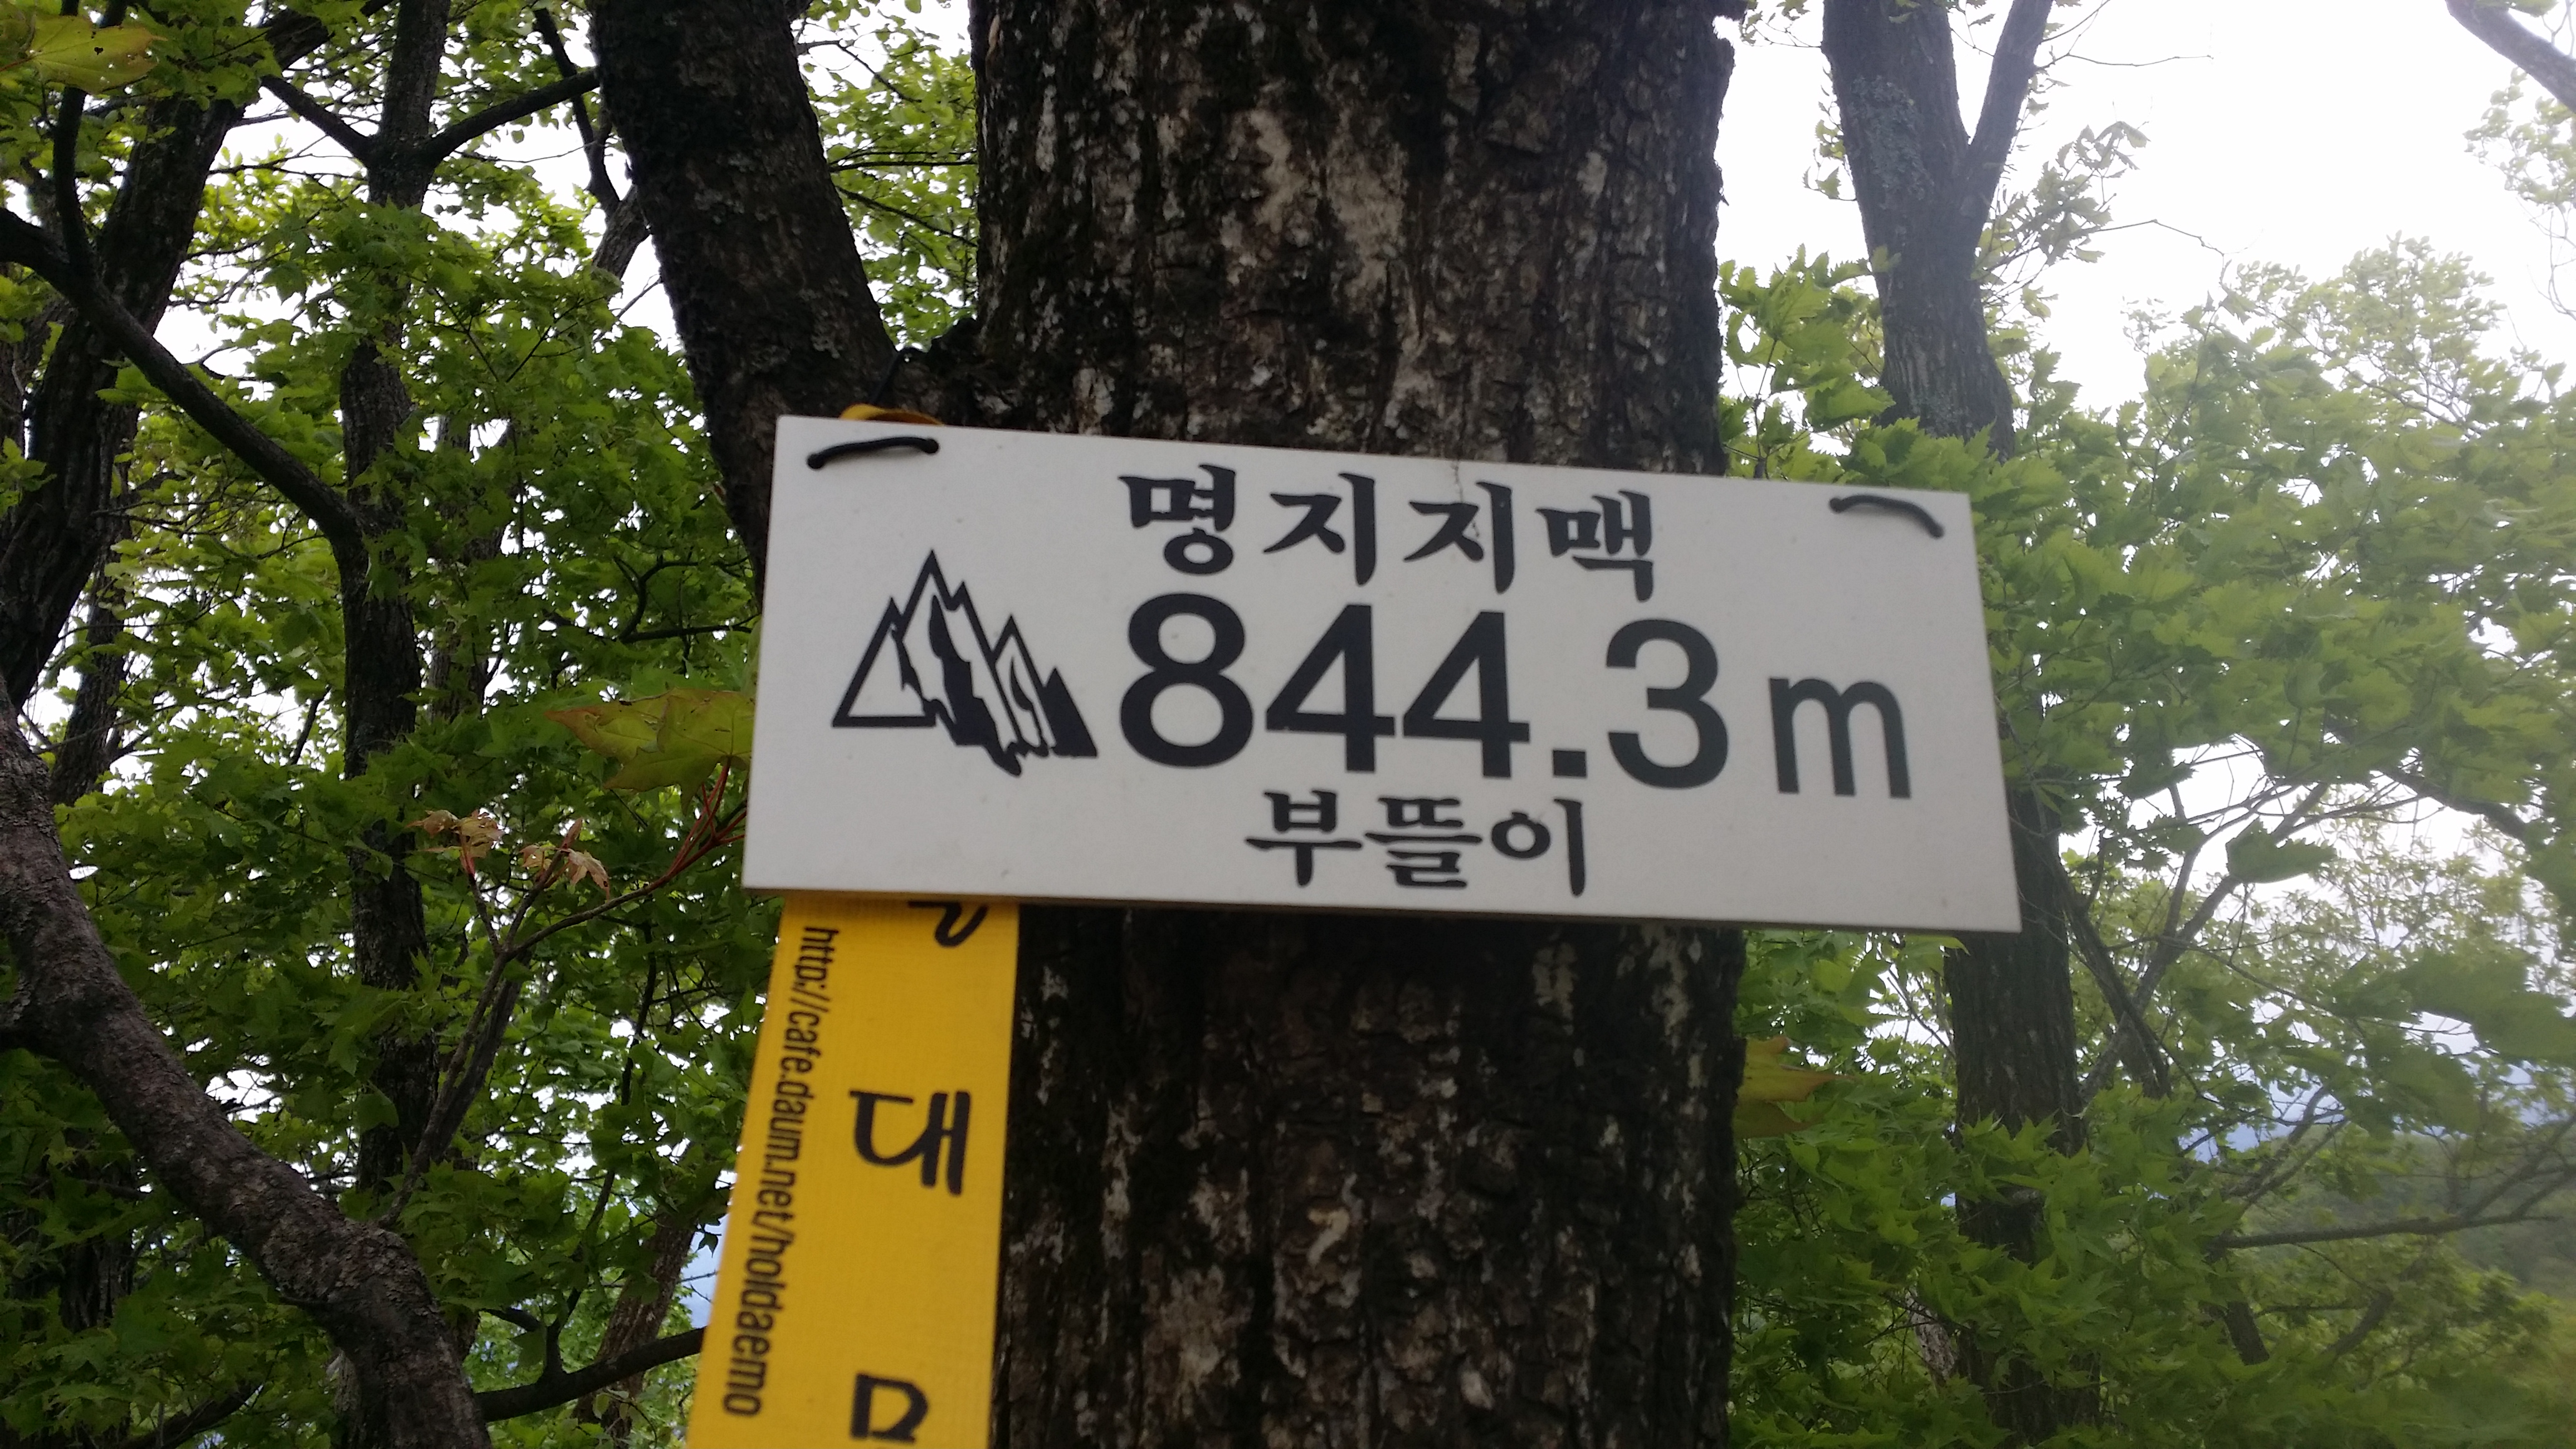 명지지맥
844.3m
부뜰이
http://cafe.daum.net/holdaemo
대